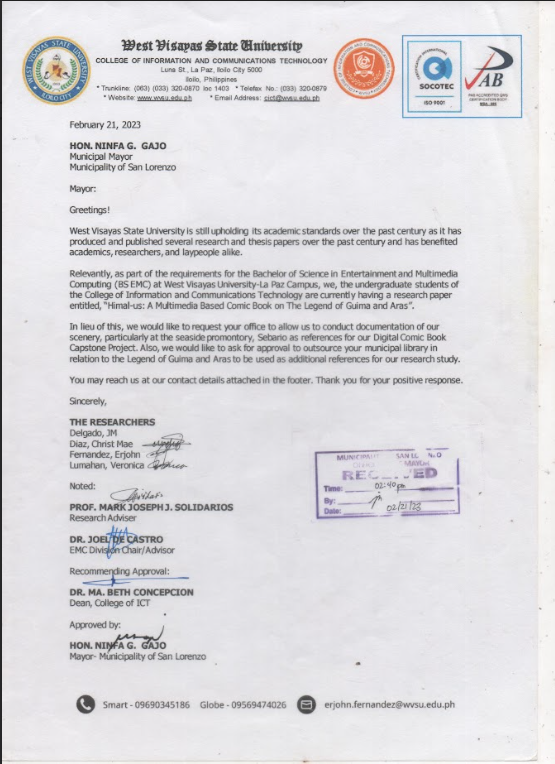 West Visayas State University
COLLEGE OF INFORMATION AND COMMUNICATIONS TECHNOLOGY
Luna St., La Paz, Iloilo City 5000
Iloilo, Philippines
* Trunkline: (063) (033) 320-0870 loc 1403 * Telefax No.: (033) 320-0879
* Website: www.wvsu.edu.ph * Email Address: cict@wvsu.edu.ph
WEST VISAYAS STATE UNIVERSITY
ILOILO CITY
SOCOTEC
ISO 9001
PAB
February 21, 2023
HON. NINFA G. GAJO
Municipal Mayor
Municipality of San Lorenzo
Mayor:
Greetings!
West Visayas State University is still upholding its academic standards over the past century as it has
produced and published several research and thesis papers over the past century and has benefited
academics, researchers, and laypeople alike.
Relevantly, as part of the requirements for the Bachelor of Science in Entertainment and Multimedia
Computing (BS EMC) at West Visayas University-La Paz Campus, we, the undergraduate students of
the College of Information and Communications Technology are currently having a research paper
entitled, "Himal-us: A Multimedia Based Comic Book on The Legend of Guima and Aras".
In lieu of this, we would like to request your office to allow us to conduct documentation of our
scenery, particularly at the seaside promontory, Sebario as references for our Digital Comic Book
Capstone Project. Also, we would like to ask for approval to outsource your municipal library in
relation to the Legend of Guima and Aras to be used as additional references for our research study.
You may reach us at our contact details attached in the footer. Thank you for your positive response.
Sincerely,
THE RESEARCHERS
Delgado, JM
Diaz, Christ Mae
Fernandez, Erjohn
Lumahan, Veronica
Noted:
PROF. MARK JOSEPH J. SOLIDARIOS
Research Adviser
DR. JOEL DE CASTRO
EMC Division Chair/Advisor
Recommending Approval:
DR. MA. BETH CONCEPCION
Dean, College of ICT
Approved by:
HON. NINFA G. GAJO
Mayor- Municipality of San Lorenzo
RECEIVED
Time: 02:40 pm
By:
Date: 02/21/23
Smart - 09690345186 Globe - 09569474026 erjohn.fernandez@wvsu.edu.ph